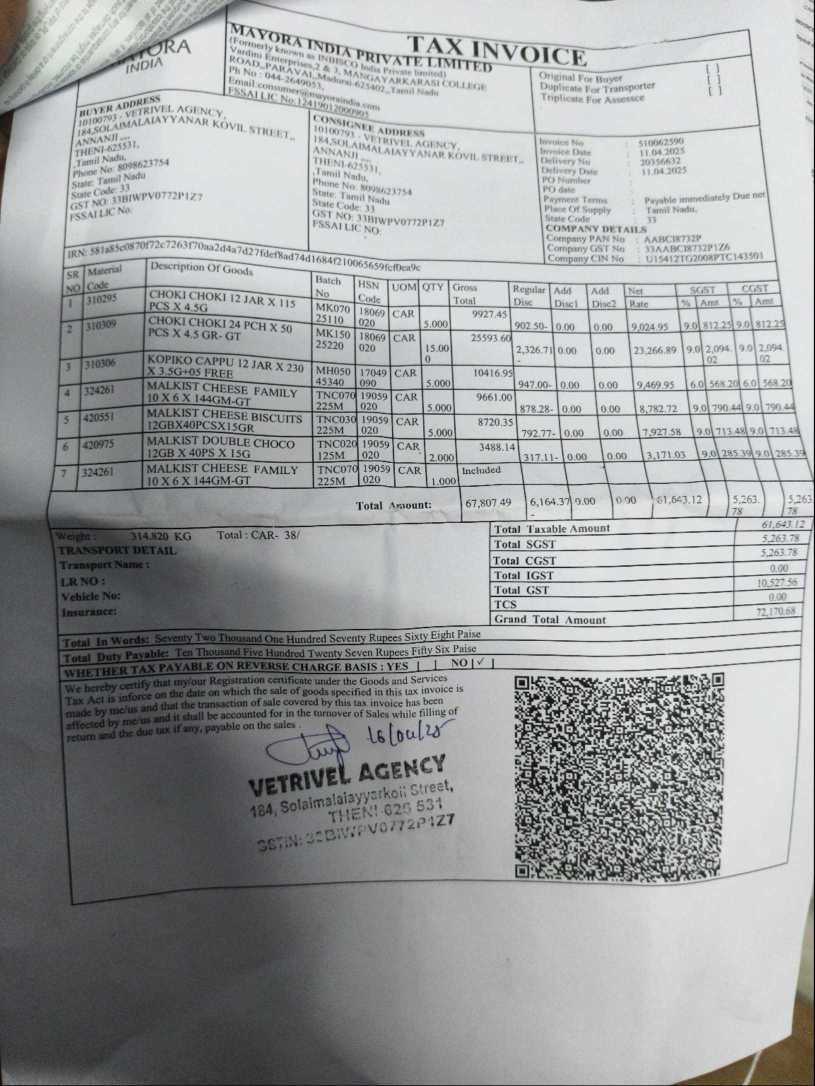 TAX INVOICE
MAYORA
INDIA
MAYORA INDIA PRIVATE LIMITED
(Formerly known as INBISCO India Private limited)
Vardini Enterprises,2 & 3, MANGAYARKARASI COLLEGE
ROAD,,PARAVAI,,Madurai-625402,,Tamil Nadu
Ph No : 044-2649053,
Email:consumer@mayoraindia.com
FSSAI LIC No:12419012000905
Original For Buyer [ ]
Duplicate For Transporter [ ]
Triplicate For Assessce [ ]
BUYER ADDRESS
10100793 - VETRIVEL AGENCY,
184,SOLAIMALAIAYYANAR KOVIL STREET,,
ANNANJI ,,,,
THENI-625531,
,Tamil Nadu,
Phone No: 8098623754
State: Tamil Nadu
State Code: 33
GST NO: 33BIWPV0772P1Z7
FSSAI LIC No:
CONSIGNEE ADDRESS
10100793 - VETRIVEL AGENCY,
184,SOLAIMALAIAYYANAR KOVIL STREET,,
ANNANJI ,,,,
THENI-625531,
,Tamil Nadu,
Phone No. 8098623754
State: Tamil Nadu
State Code: 33
GST NO: 33BIWPV0772P1Z7
FSSAI LIC NO:
Invoice No : 510062590
Invoice Date : 11.04.2025
Delivery No : 20356632
Delivery Date : 11.04.2025
PO Number :
PO date :
Payment Terms : Payable immediately Due net
Place Of Supply : Tamil Nadu,
State Code : 33
COMPANY DETAILS
Company PAN No : AABCI8732P
Company GST No : 33AABCI8732P1Z6
Company CIN No : U15412TG2008PTC143501
IRN: 581a85c0870f72c7263f70aa2d4a7d27fdef8ad74d1684f210065659fcf0ea9c
SR NO Material Code Description Of Goods Batch No HSN Code UOM QTY Gross Total Regular Disc Add Disc1 Add Disc2 Net Rate SGST % Amt CGST % Amt
1 310295 CHOKI CHOKI 12 JAR X 115 PCS X 4.5G MK070 25110 18069 020 CAR 5.000 9927.45 902.50- 0.00 0.00 9,024.95 9.0 812.25 9.0 812.25
2 310309 CHOKI CHOKI 24 PCH X 50 PCS X 4.5 GR- GT MK150 25220 18069 020 CAR 15.00 0 25593.60 2,326.71 - 0.00 0.00 23,266.89 9.0 2,094. 02 9.0 2,094. 02
3 310306 KOPIKO CAPPU 12 JAR X 230 X 3.5G+05 FREE MH050 45340 17049 090 CAR 5.000 10416.95 947.00- 0.00 0.00 9,469.95 6.0 568.20 6.0 568.20
4 324261 MALKIST CHEESE FAMILY 10 X 6 X 144GM-GT TNC070 225M 19059 020 CAR 5.000 9661.00 878.28- 0.00 0.00 8,782.72 9.0 790.44 9.0 790.44
5 420551 MALKIST CHEESE BISCUITS 12GBX40PCSX15GR TNC030 225M 19059 020 CAR 5.000 8720.35 792.77- 0.00 0.00 7,927.58 9.0 713.48 9.0 713.48
6 420975 MALKIST DOUBLE CHOCO 12GB X 40PS X 15G TNC020 125M 19059 020 CAR 2.000 3488.14 317.11- 0.00 0.00 3,171.03 9.0 285.39 9.0 285.39
7 324261 MALKIST CHEESE FAMILY 10 X 6 X 144GM-GT TNC070 225M 19059 020 CAR 1.000 Included
Total Amount: 67,807.49 6,164.37 - 0.00 0.00 61,643.12 5,263. 78 5,263. 78
Weight : 314.820 KG Total : CAR- 38/
TRANSPORT DETAIL
Transport Name :
LR NO :
Vehicle No:
Insurance:
Total Taxable Amount 61,643.12
Total SGST 5,263.78
Total CGST 5,263.78
Total IGST 0.00
Total GST 10,527.56
TCS 0.00
Grand Total Amount 72,170.68
Total In Words: Seventy Two Thousand One Hundred Seventy Rupees Sixty Eight Paise
Total Duty Payable: Ten Thousand Five Hundred Twenty Seven Rupees Fifty Six Paise
WHETHER TAX PAYABLE ON REVERSE CHARGE BASIS : YES [ ] NO [✓]
We hereby certify that my/our Registration certificate under the Goods and Services
Tax Act is inforce on the date on which the sale of goods specified in this tax invoice is
made by me/us and that the transaction of sale covered by this tax invoice has been
affected by me/us and it shall be accounted for in the turnover of Sales while filling of
return and the due tax if any, payable on the sales .
16/04/25
VETRIVEL AGENCY
184, Solaimalaiayyarkoil Street,
THENI-625 531
GSTIN: 33BIWPV0772P1Z7